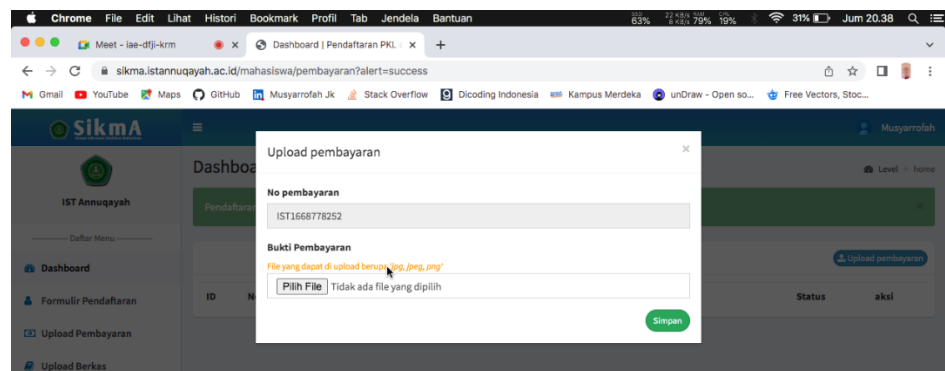 Chrome File Edit Lihat Histori Bookmark Profil Tab Jendela Bantuan 63% 79% 19% 31% Jum 20.38
Meet - iae-dfji-krm Dashboard | Pendaftaran PKL
sikma.istannuqayah.ac.id/mahasiswa/pembayaran?alert=success
Gmail YouTube Maps GitHub Musyarrofah Jk Stack Overflow Dicoding Indonesia Kampus Merdeka unDraw - Open so... Free Vectors, Stoc...
SikmA Musyarrofah
Upload pembayaran ×
Dashboa Level > home
No pembayaran
IST Annuqayah
Pendaftaran
IST1668778252
Daftar Menu
Bukti Pembayaran
Dashboard
File yang dapat di upload berupa "jpg, jpeg, png"
Upload pembayaran
Pilih File Tidak ada file yang dipilih
Formulir Pendaftaran
ID N Status aksi
Simpan
Upload Pembayaran
Upload Berkas